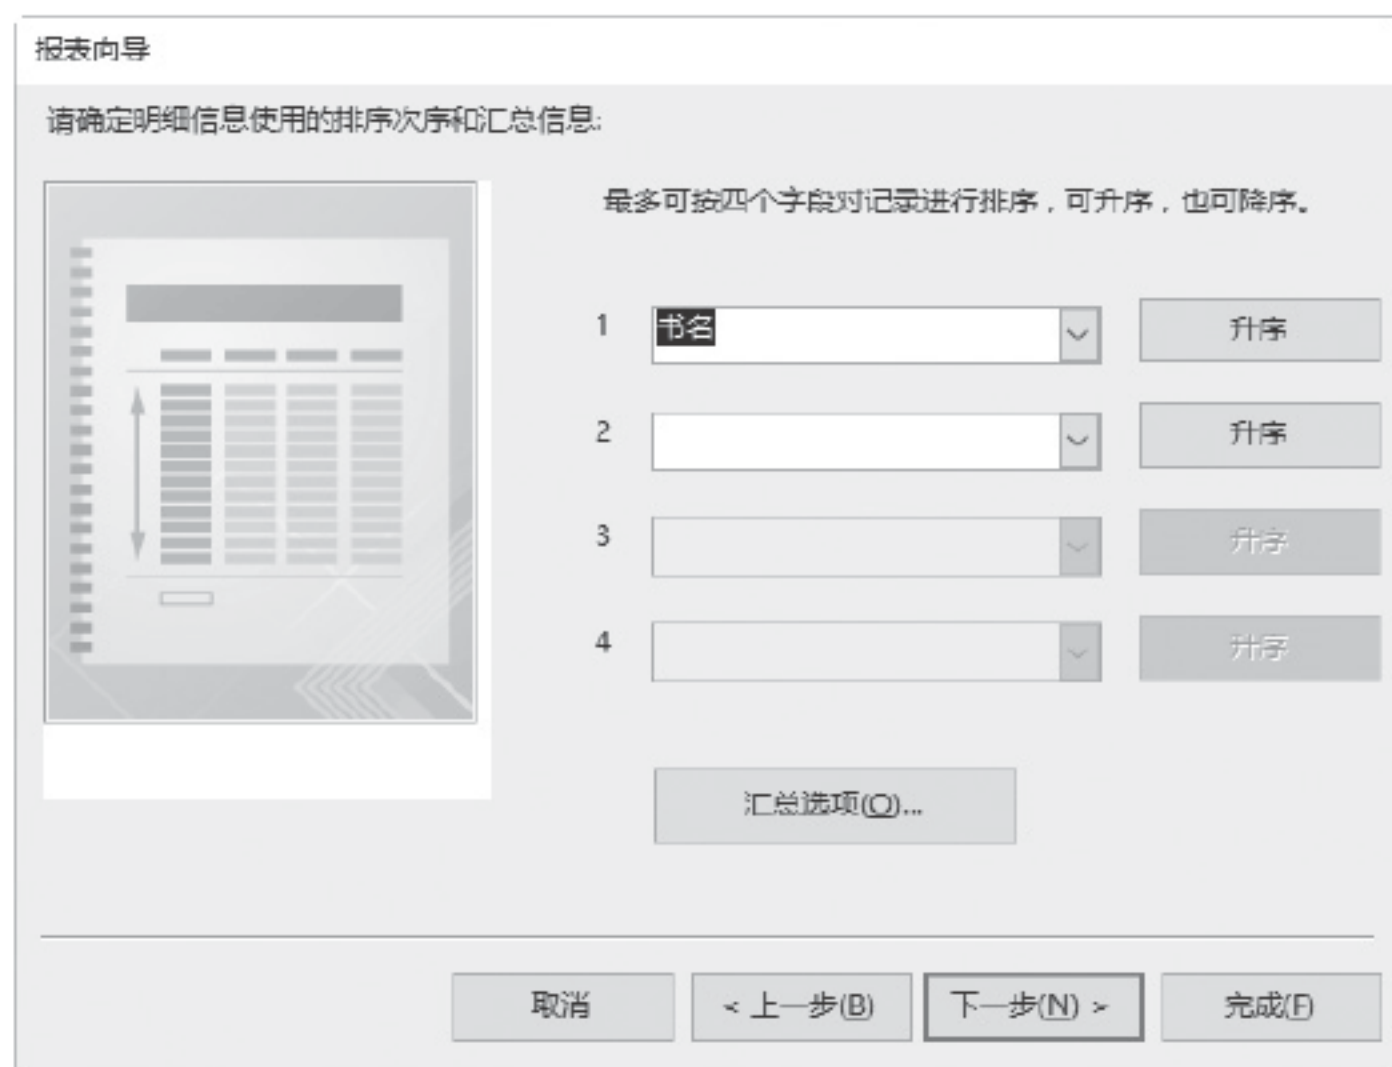 报表向导
请确定明细信息使用的排序次序和汇总信息:
最多可按四个字段对记录进行排序，可升序，也可降序。
1 书名 升序
2 升序
3 升序
4 升序
汇总选项(O)...
取消 < 上一步(B) 下一步(N) > 完成(F)